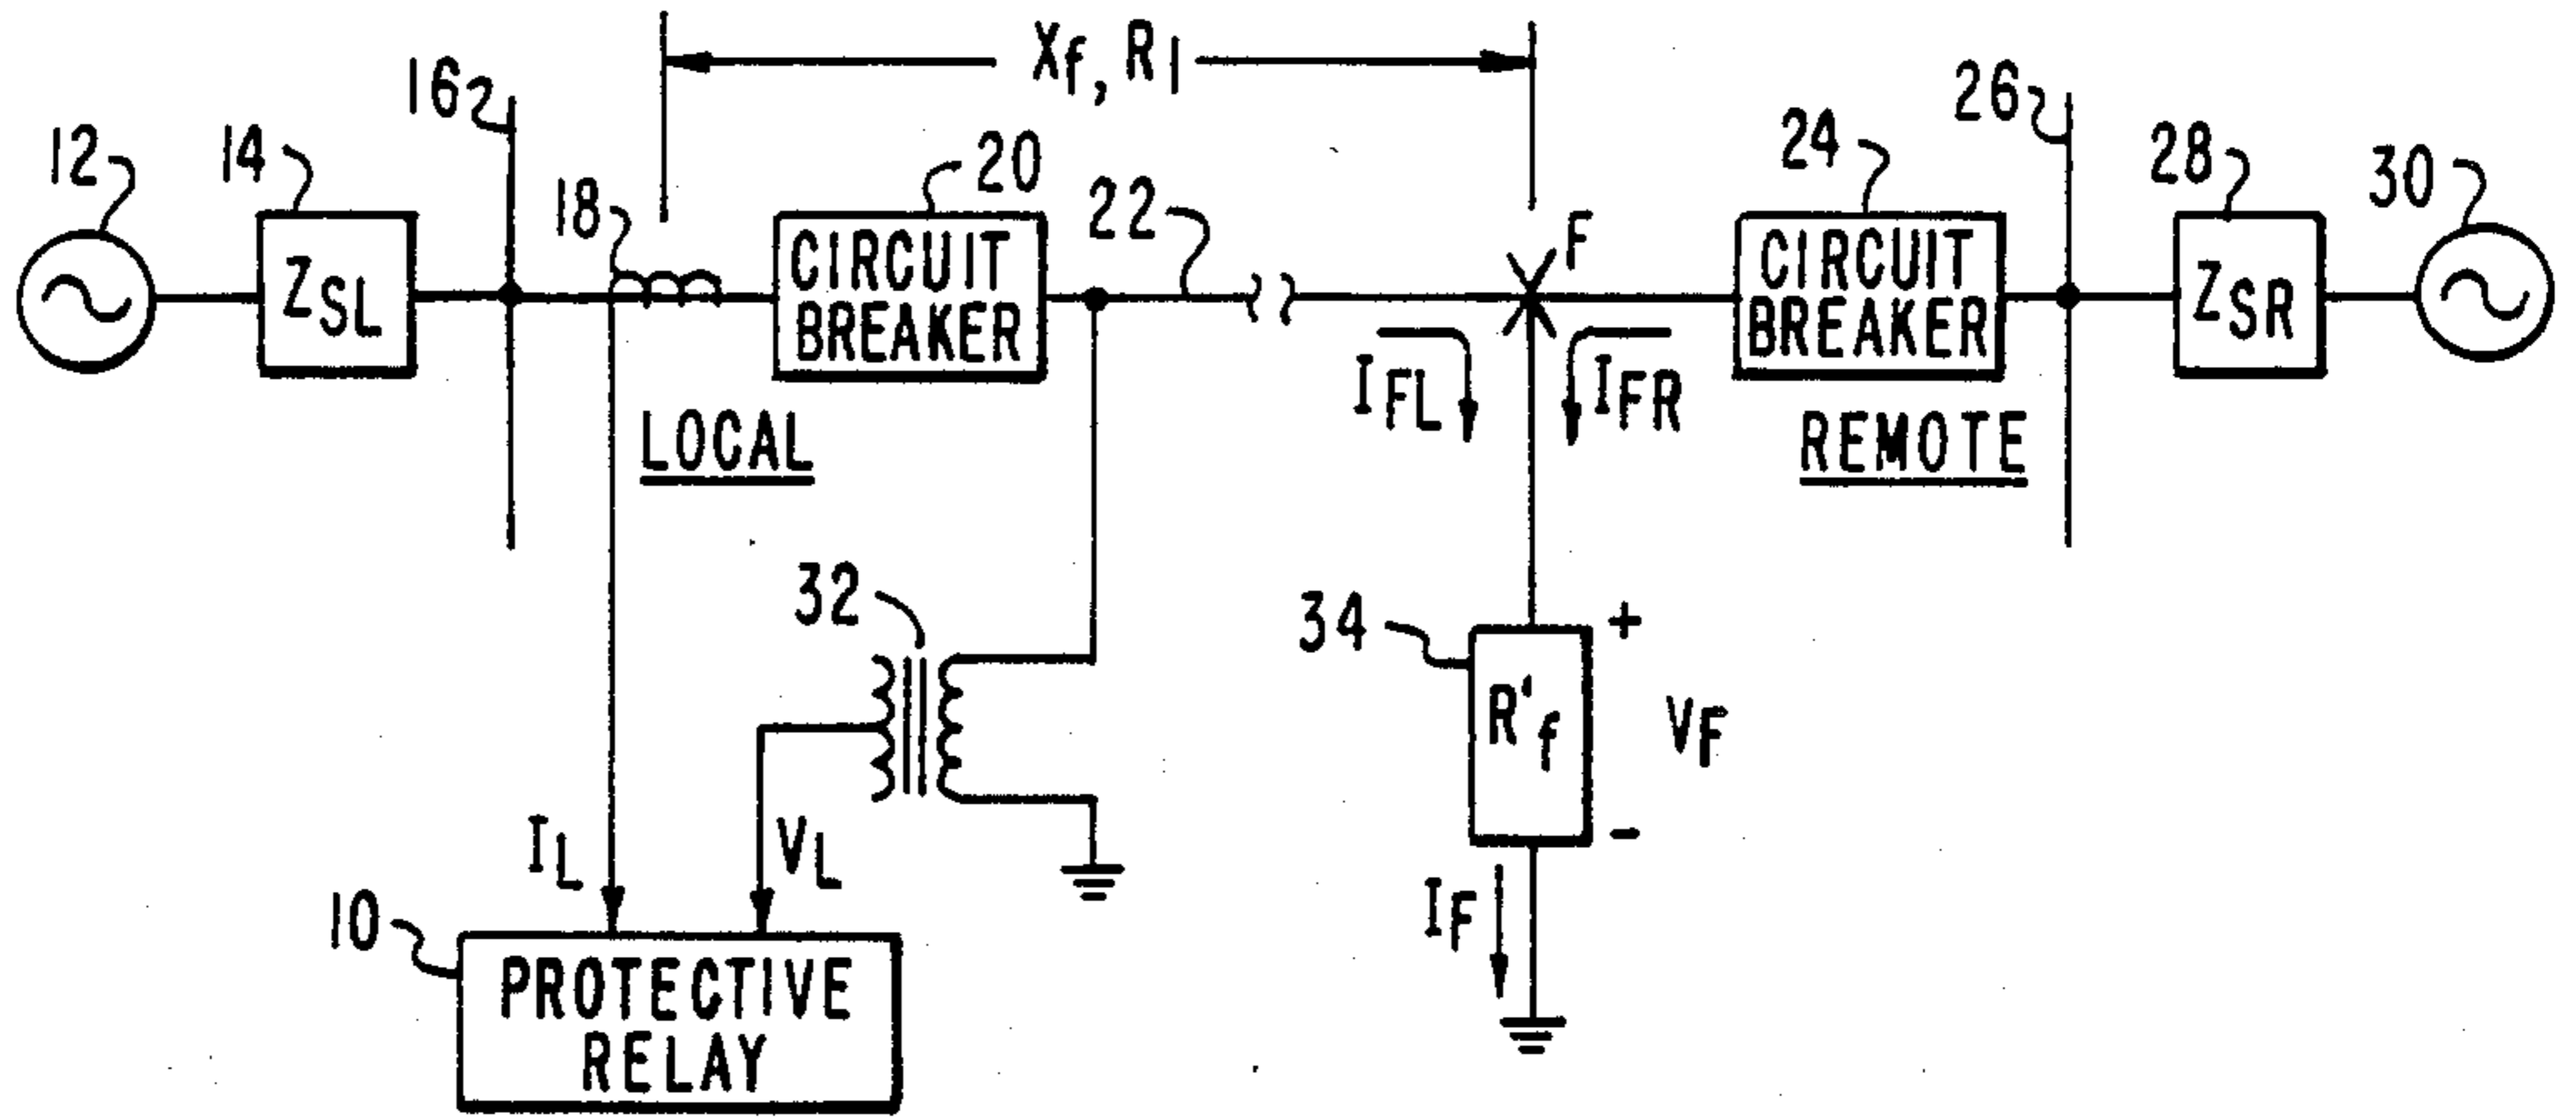 Xf, R1
16
26
12
14
20
24
28
30
18
22
F
ZSL
CIRCUIT
BREAKER
CIRCUIT
BREAKER
ZSR
IFL
IFR
LOCAL
REMOTE
32
34
+
R'f
VF
-
IL
VL
IF
10
PROTECTIVE
RELAY